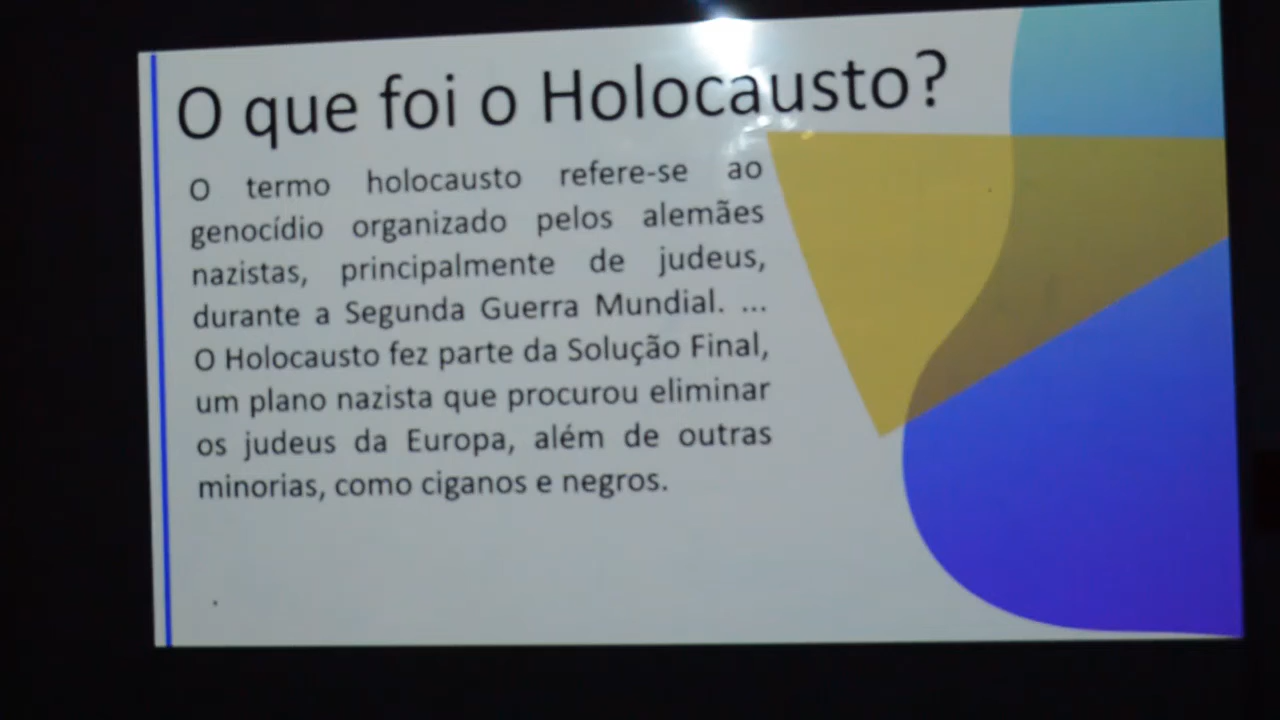 O que foi o Holocausto?
O termo holocausto refere-se ao
genocídio organizado pelos alemães
nazistas, principalmente de judeus,
durante a Segunda Guerra Mundial. ...
O Holocausto fez parte da Solução Final,
um plano nazista que procurou eliminar
os judeus da Europa, além de outras
minorias, como ciganos e negros.
.